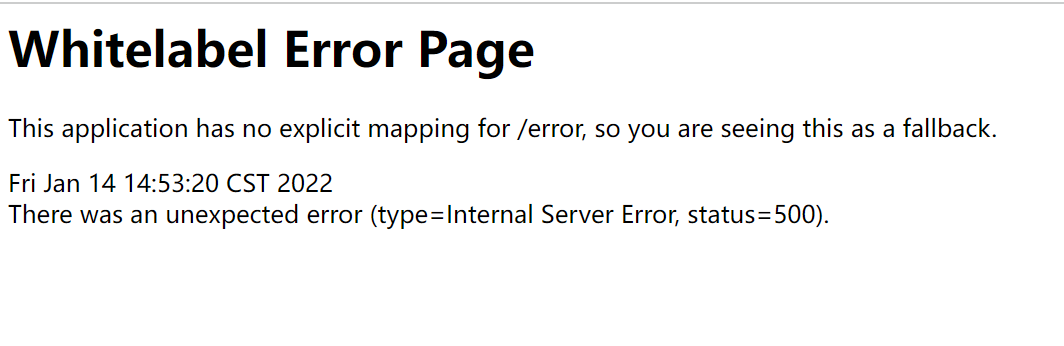 Whitelabel Error Page
This application has no explicit mapping for /error, so you are seeing this as a fallback.
Fri Jan 14 14:53:20 CST 2022
There was an unexpected error (type=Internal Server Error, status=500).